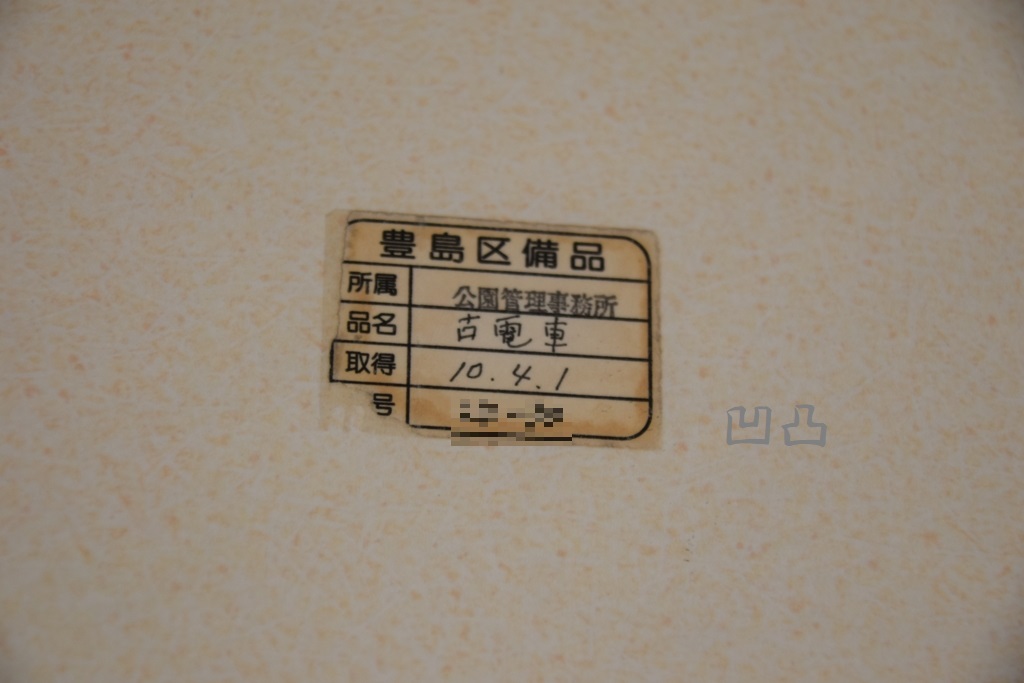 豊島区備品
所属 公園管理事務所
品名 古電車
取得 10.4.1
号
凹凸